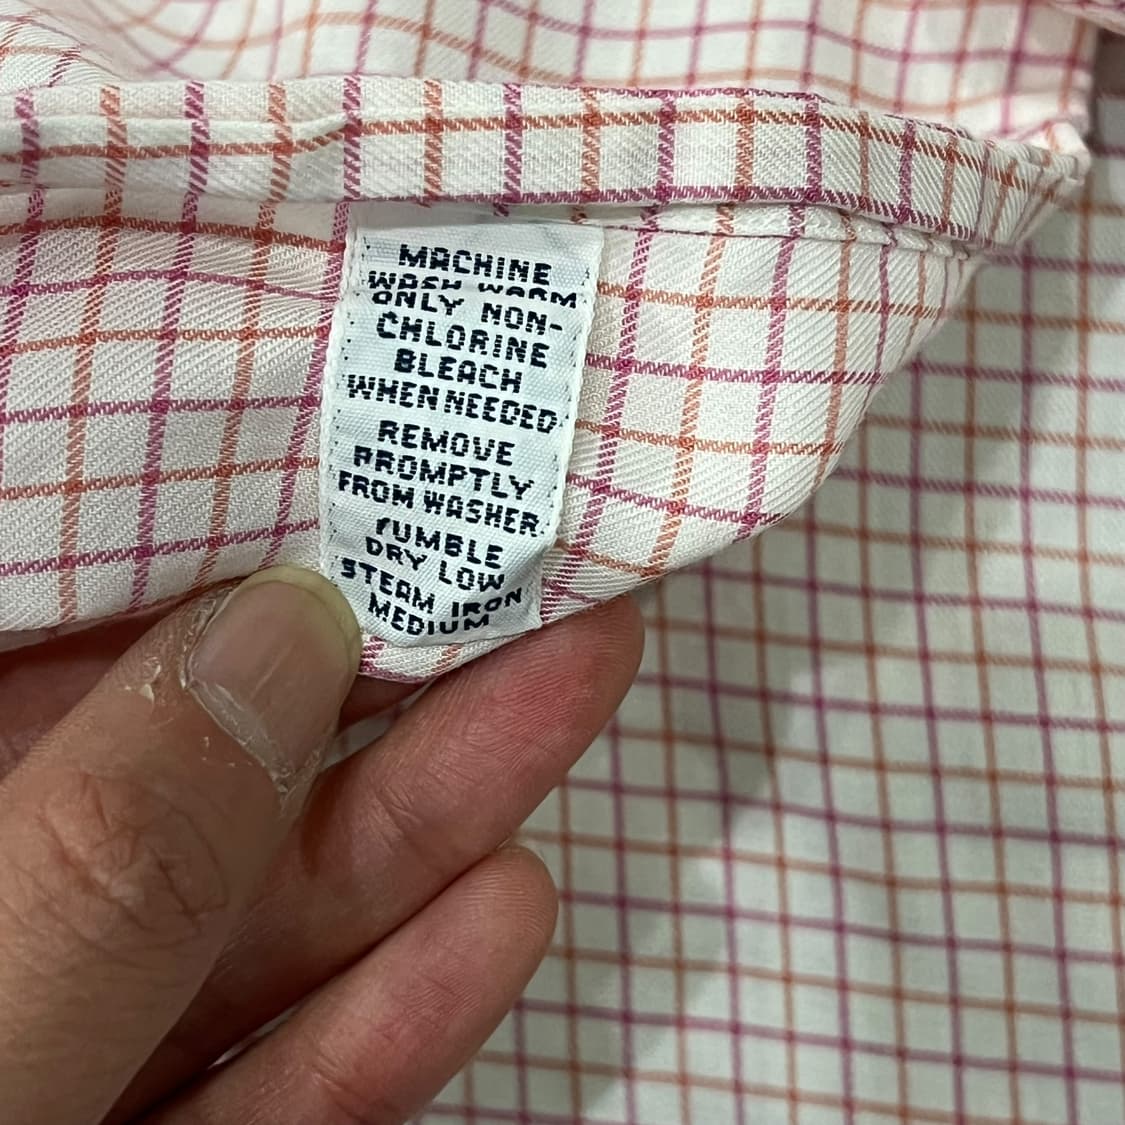 MACHINE
WASH WARM
ONLY NON-
CHLORINE
BLEACH
WHEN NEEDED
REMOVE
PROMPTLY
FROM WASHER
TUMBLE
DRY LOW
STEAM IRON
MEDIUM